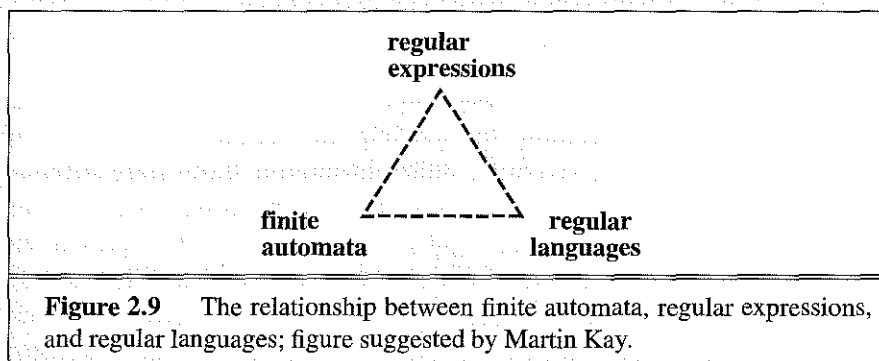 regular
expressions
finite
automata
regular
languages
Figure 2.9 The relationship between finite automata, regular expressions,
and regular languages; figure suggested by Martin Kay.